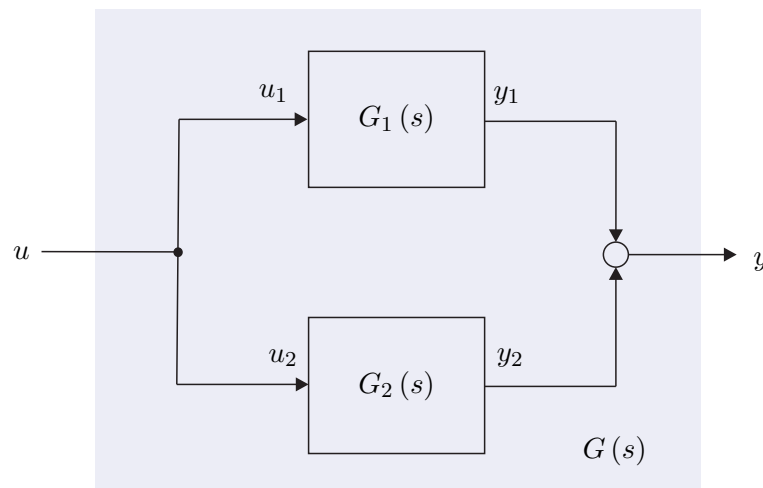 u₁
G₁ (s)
y₁
u
y
u₂
G₂ (s)
y₂
G (s)